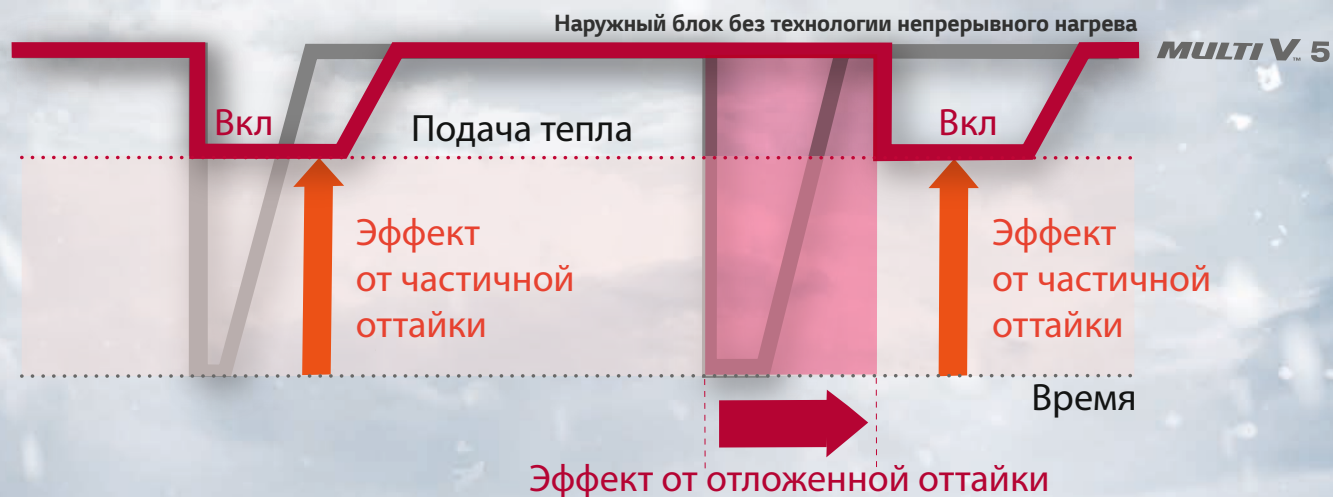 Наружный блок без технологии непрерывного нагрева
MULTI V™ 5
Вкл
Подача тепла
Вкл
Эффект
от частичной
оттайки
Эффект
от частичной
оттайки
Время
Эффект от отложенной оттайки